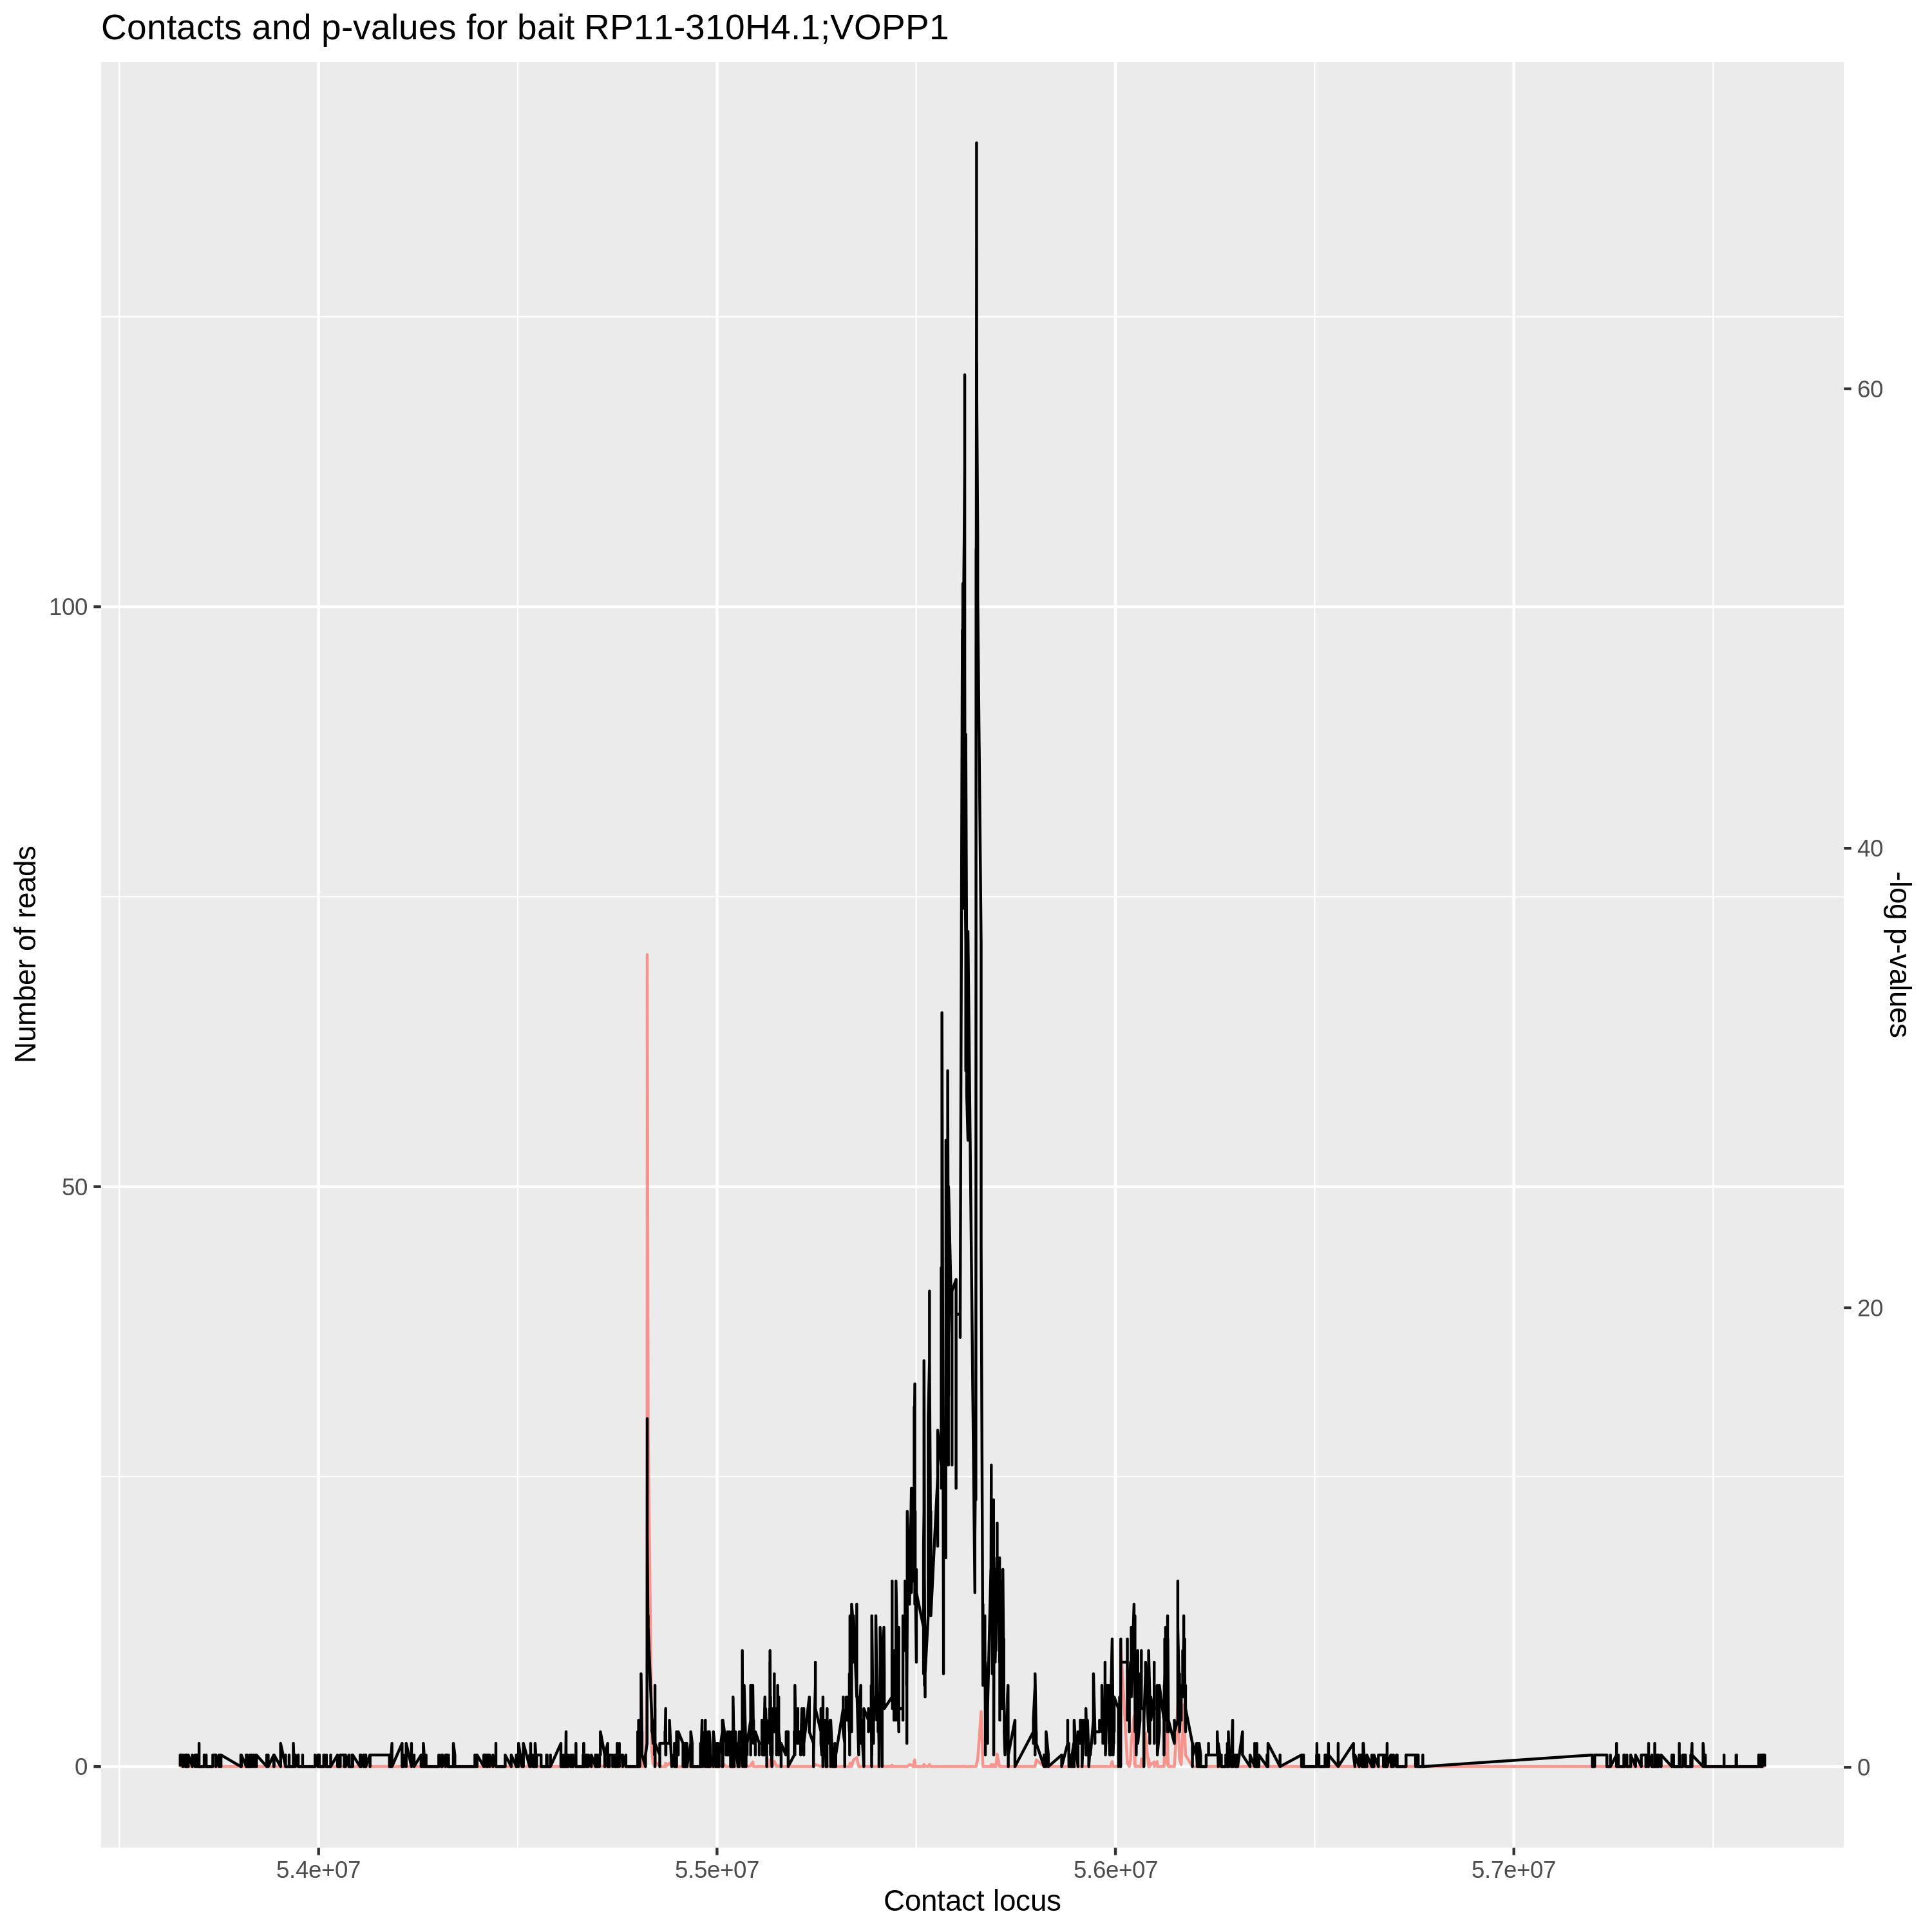 Contacts and p-values for bait RP11-310H4.1;VOPP1
Number of reads
100
50
0
60
40
20
0
-log p-values
5.4e+07 5.5e+07 5.6e+07 5.7e+07
Contact locus